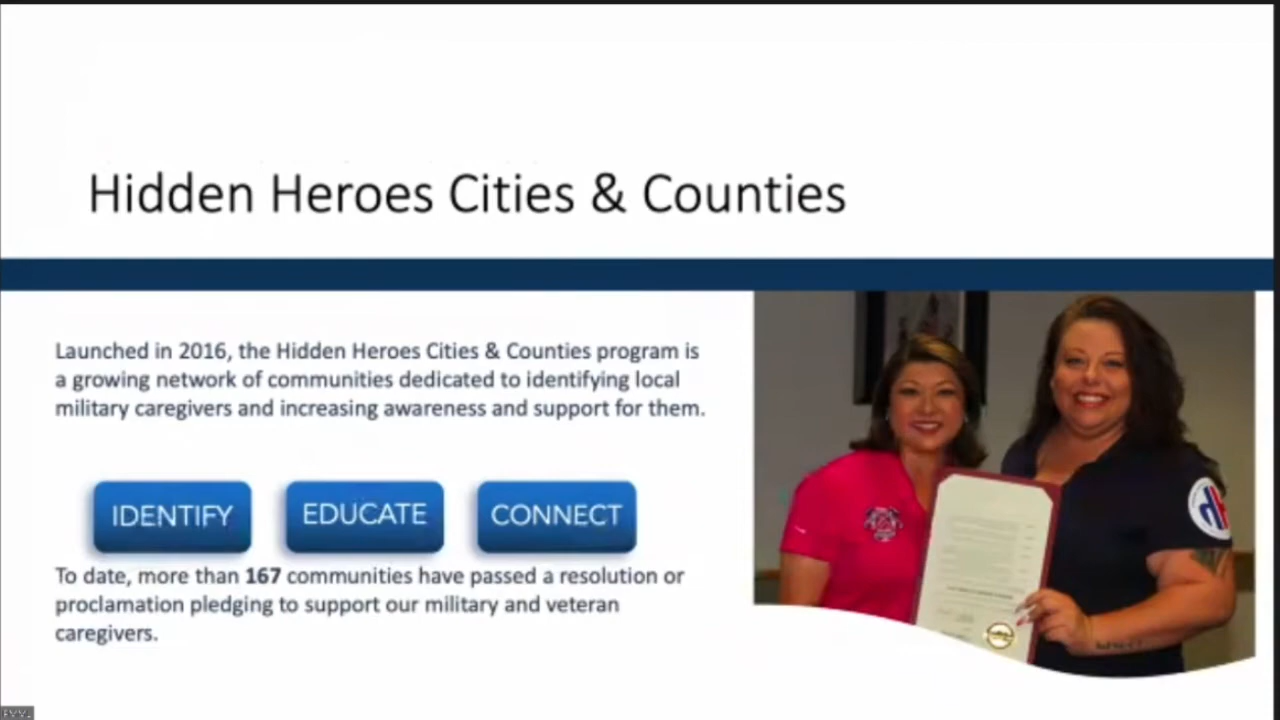 Hidden Heroes Cities & Counties
Launched in 2016, the Hidden Heroes Cities & Counties program is
a growing network of communities dedicated to identifying local
military caregivers and increasing awareness and support for them.
IDENTIFY
EDUCATE
CONNECT
To date, more than 167 communities have passed a resolution or
proclamation pledging to support our military and veteran
caregivers.